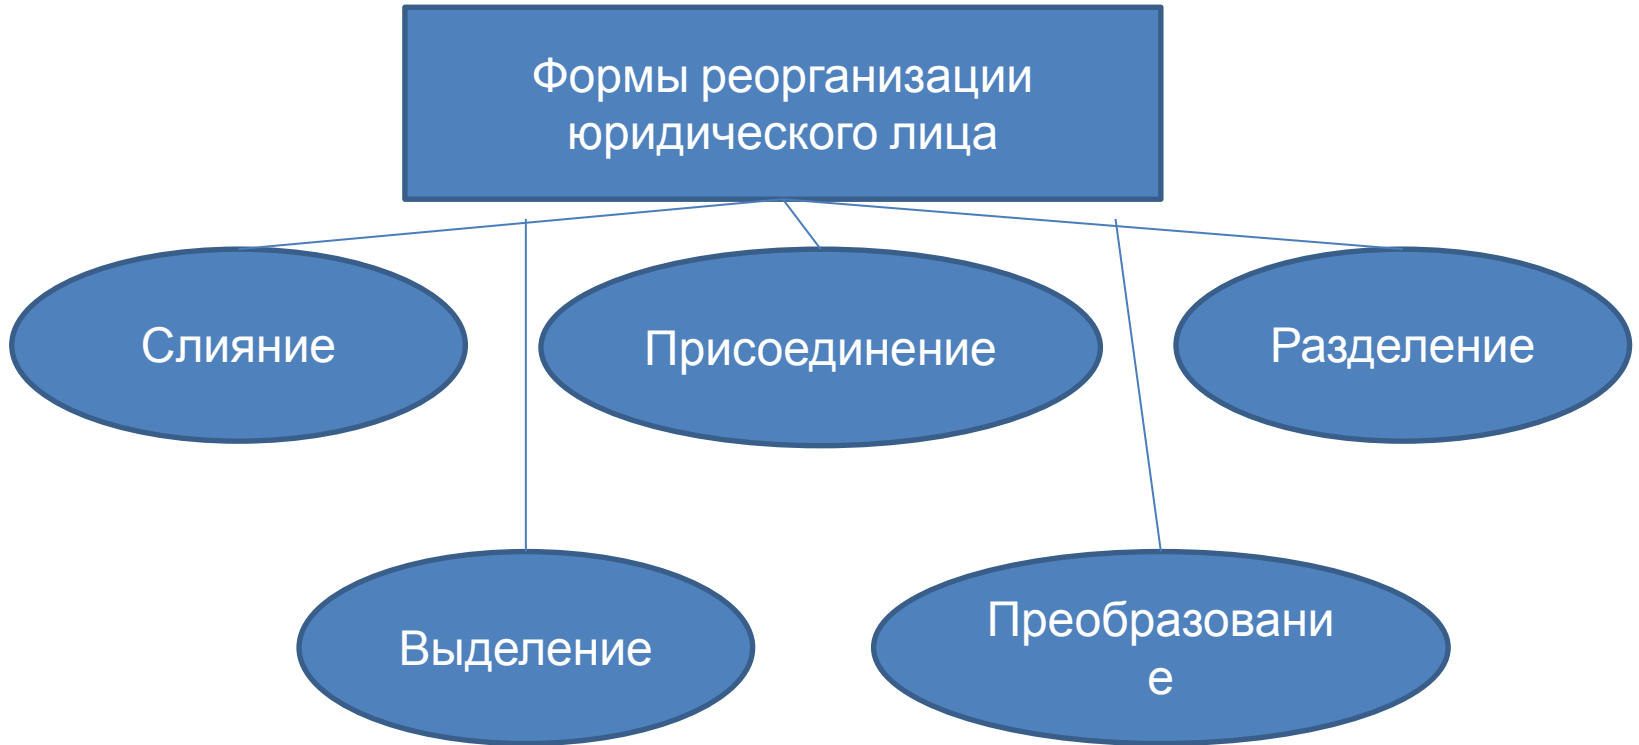 Формы реорганизации
юридического лица
Слияние
Присоединение
Разделение
Выделение
Преобразовани
е